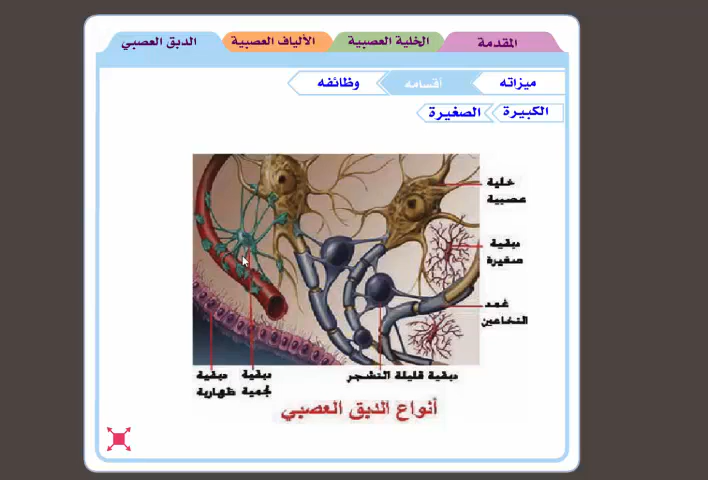 المقدمة
الخلية العصبية
الألياف العصبية
الدبق العصبي
ميزاته
أقسامه
وظائفه
الكبيرة
الصغيرة
خلية
عصبية
دبقية
صغيرة
غمد
النخاعين
دبقية قليلة التشجر
دبقية
نجمية
دبقية
ظهارية
أنواع الدبق العصبي